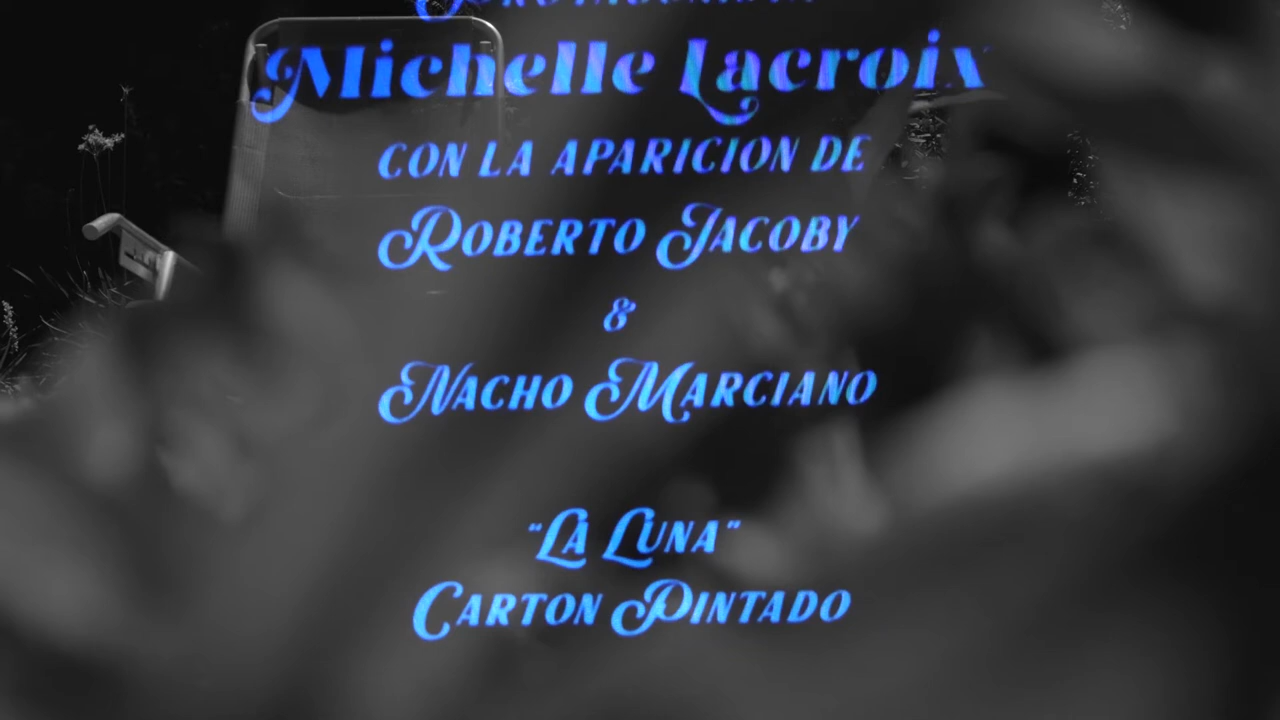 Michelle Lacroix
CON LA APARICION DE
ROBERTO JACOBY
&
NACHO MARCIANO
"LA LUNA"
CARTON PINTADO